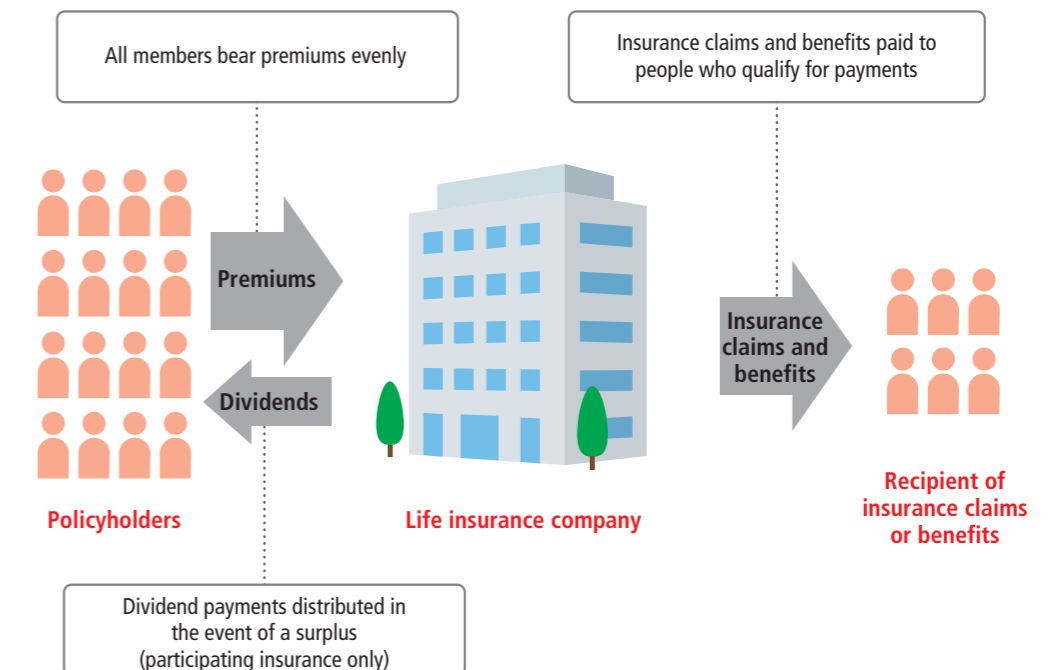 All members bear premiums evenly
Insurance claims and benefits paid to
people who qualify for payments
Premiums
Dividends
Insurance
claims and
benefits
Policyholders
Life insurance company
Recipient of
insurance claims
or benefits
Dividend payments distributed in
the event of a surplus
(participating insurance only)